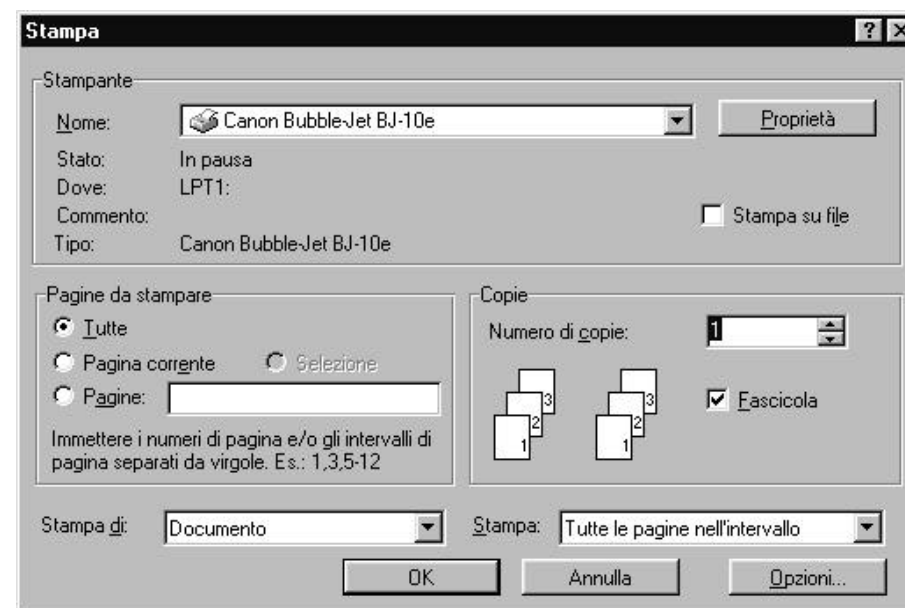 Stampa
Stampante
Nome: Canon Bubble-Jet BJ-10e Proprietà
Stato: In pausa
Dove: LPT1:
Commento: Stampa su file
Tipo: Canon Bubble-Jet BJ-10e
Pagine da stampare
Tutte
Pagina corrente Selezione
Pagine:
Immettere i numeri di pagina e/o gli intervalli di
pagina separati da virgole. Es.: 1,3,5-12
Copie
Numero di copie: 1
3 3
2 2
1 1
Fascicola
Stampa di: Documento Stampa: Tutte le pagine nell'intervallo
OK Annulla Opzioni...